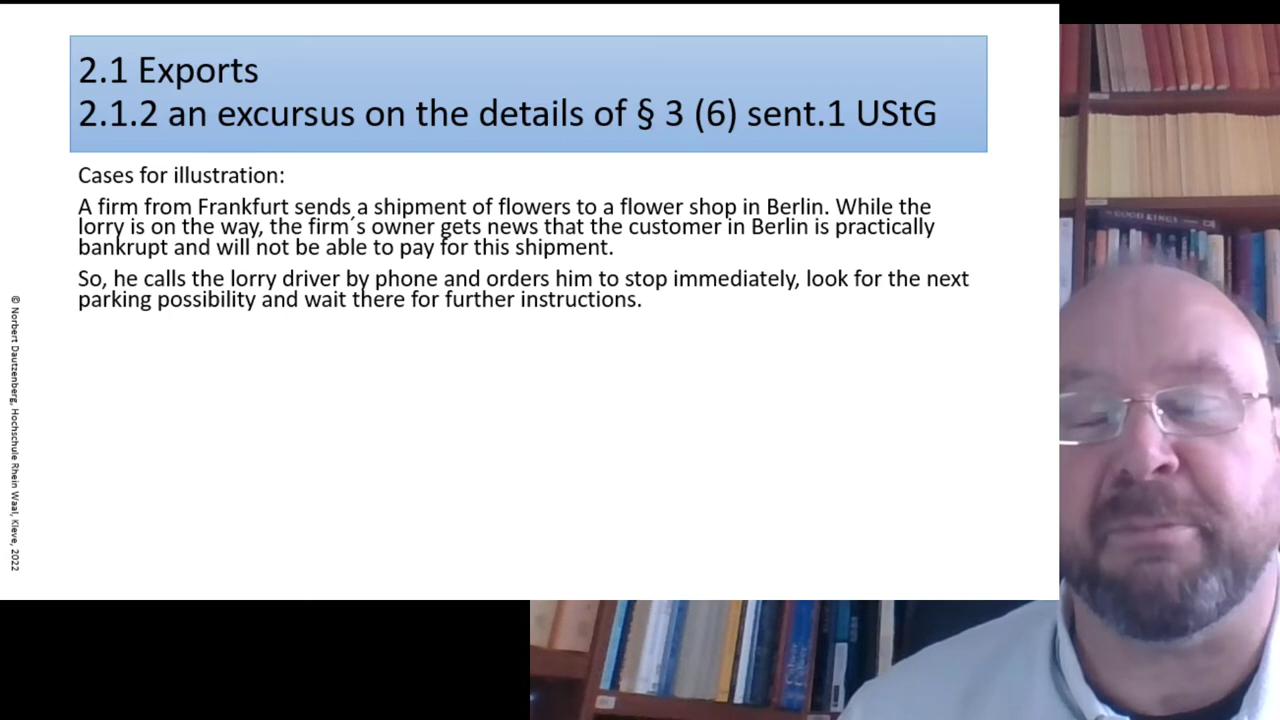 2.1 Exports
2.1.2 an excursus on the details of § 3 (6) sent.1 UStG
Cases for illustration:
A firm from Frankfurt sends a shipment of flowers to a flower shop in Berlin. While the
lorry is on the way, the firm´s owner gets news that the customer in Berlin is practically
bankrupt and will not be able to pay for this shipment.
So, he calls the lorry driver by phone and orders him to stop immediately, look for the next
parking possibility and wait there for further instructions.
© Norbert Dautzenberg, Hochschule Rhein Waal, Kleve, 2022
GOOD KINGS